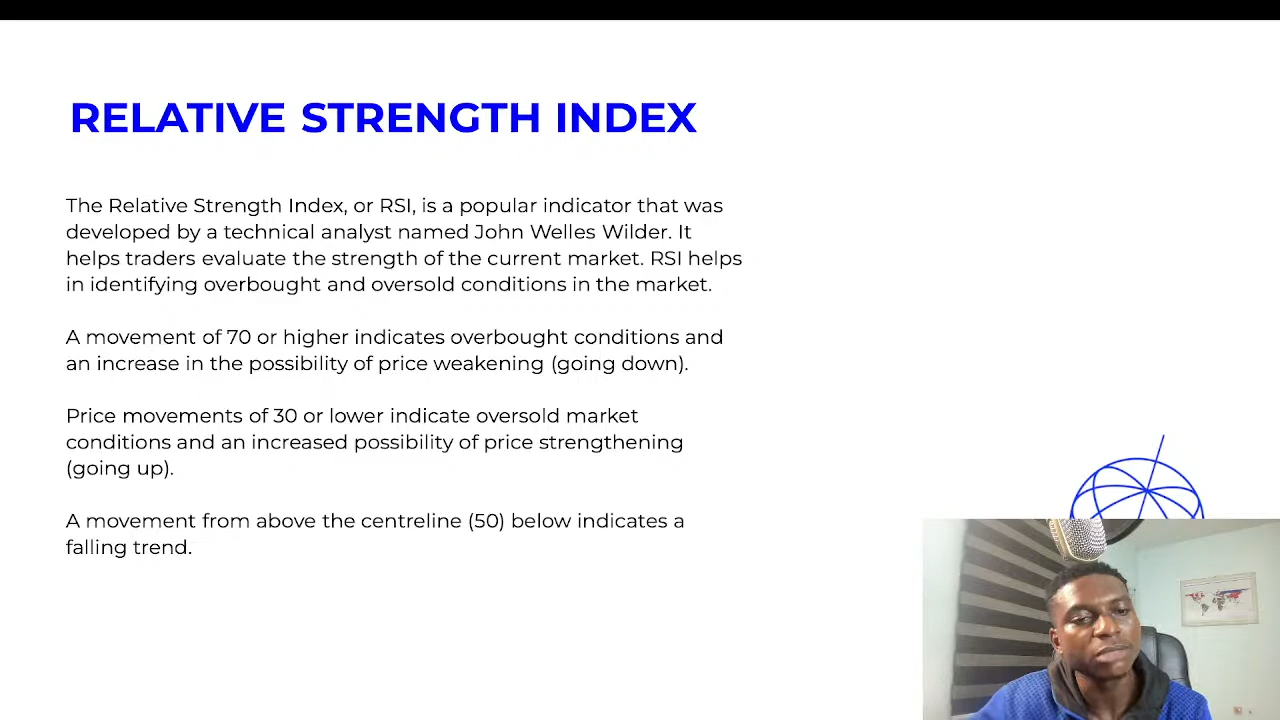 RELATIVE STRENGTH INDEX
The Relative Strength Index, or RSI, is a popular indicator that was
developed by a technical analyst named John Welles Wilder. It
helps traders evaluate the strength of the current market. RSI helps
in identifying overbought and oversold conditions in the market.
A movement of 70 or higher indicates overbought conditions and
an increase in the possibility of price weakening (going down).
Price movements of 30 or lower indicate oversold market
conditions and an increased possibility of price strengthening
(going up).
A movement from above the centreline (50) below indicates a
falling trend.